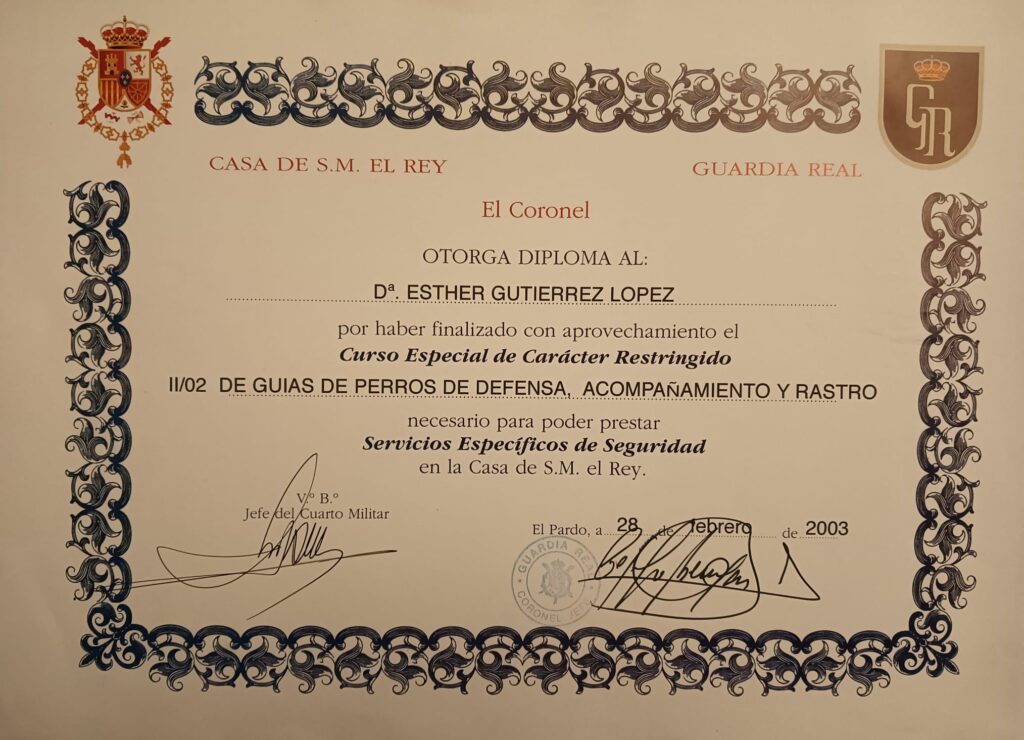 GR
CASA DE S.M. EL REY
GUARDIA REAL
El Coronel
OTORGA DIPLOMA AL:
Dª. ESTHER GUTIERREZ LOPEZ
por haber finalizado con aprovechamiento el
Curso Especial de Carácter Restringido
II/02 DE GUIAS DE PERROS DE DEFENSA, ACOMPAÑAMIENTO Y RASTRO
necesario para poder prestar
Servicios Específicos de Seguridad
en la Casa de S.M. el Rey.
V.º B.º
Jefe del Cuarto Militar
El Pardo, a 28 de febrero de 2003
GUARDIA REAL
CORONEL JEFE